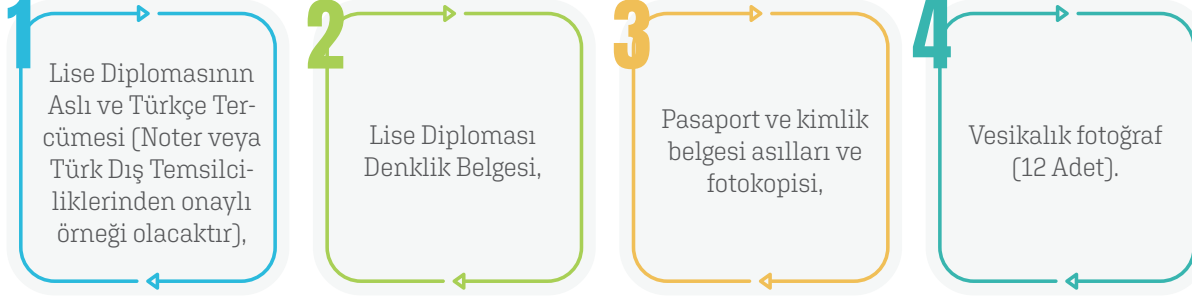 1
Lise Diplomasının
Aslı ve Türkçe Ter-
cümesi (Noter veya
Türk Dış Temsilci-
liklerinden onaylı
örneği olacaktır),
2
Lise Diploması
Denklik Belgesi,
3
Pasaport ve kimlik
belgesi asılları ve
fotokopisi,
4
Vesikalık fotoğraf
(12 Adet).